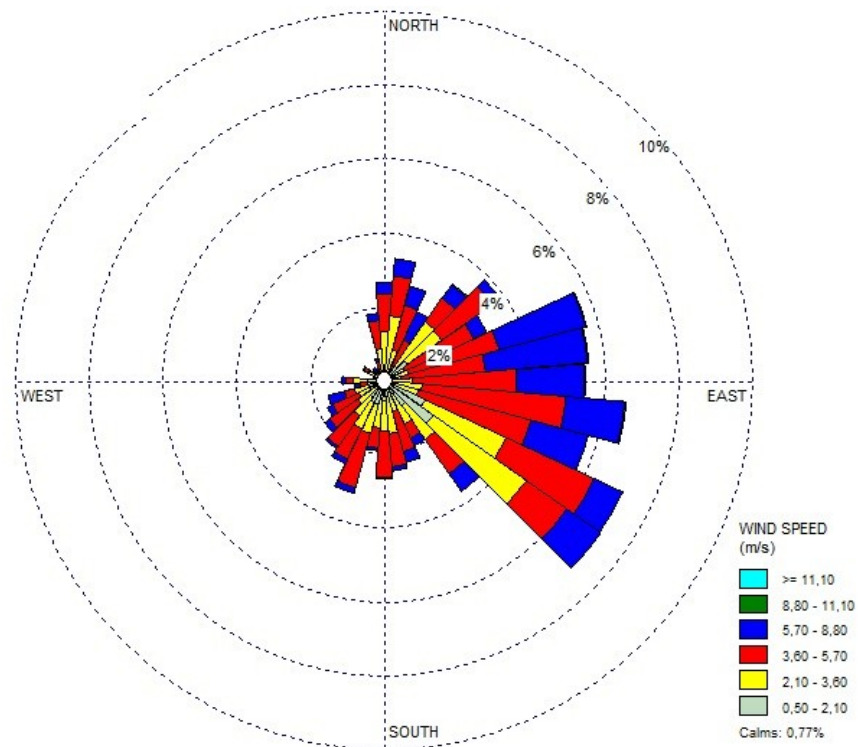 NORTH
10%
8%
6%
4%
2%
WEST
EAST
SOUTH
WIND SPEED
(m/s)
>= 11,10
8,80 - 11,10
5,70 - 8,80
3,60 - 5,70
2,10 - 3,60
0,50 - 2,10
Calms: 0,77%